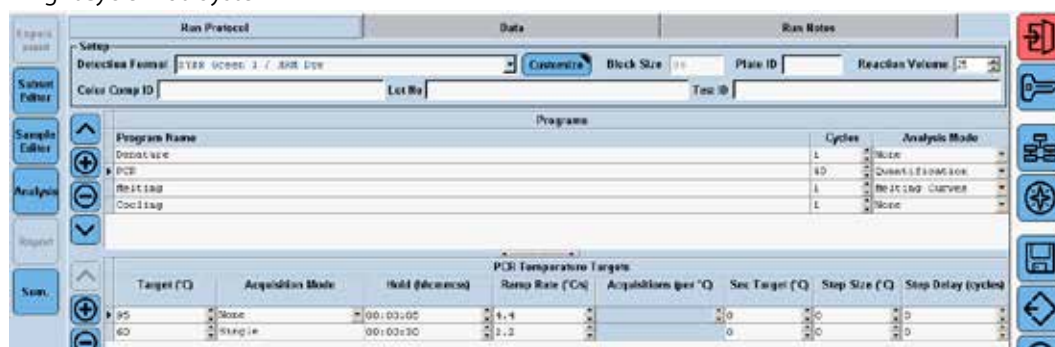 Run Protocol Data Run Notes
Setup
Detection Format SYBR Green I / HRM Dye Customize Block Size Plate ID Reaction Volume 25
Color Comp ID Lot No Test ID
Subset Editor
Sample Editor
Analysis
Report
Sum.
Programs
Program Name Cycles Analysis Mode
Denature 1 None
PCR 40 Quantification
Melting 1 Melting Curves
Cooling 1 None
PCR Temperature Targets
Target (°C) Acquisition Mode Hold (hh:mm:ss) Ramp Rate (°C/s) Acquisitions (per °C) Sec Target (°C) Step Size (°C) Step Delay (cycles)
95 None 00:00:05 4.4 0 0 0
60 Single 00:00:30 2.2 0 0 0